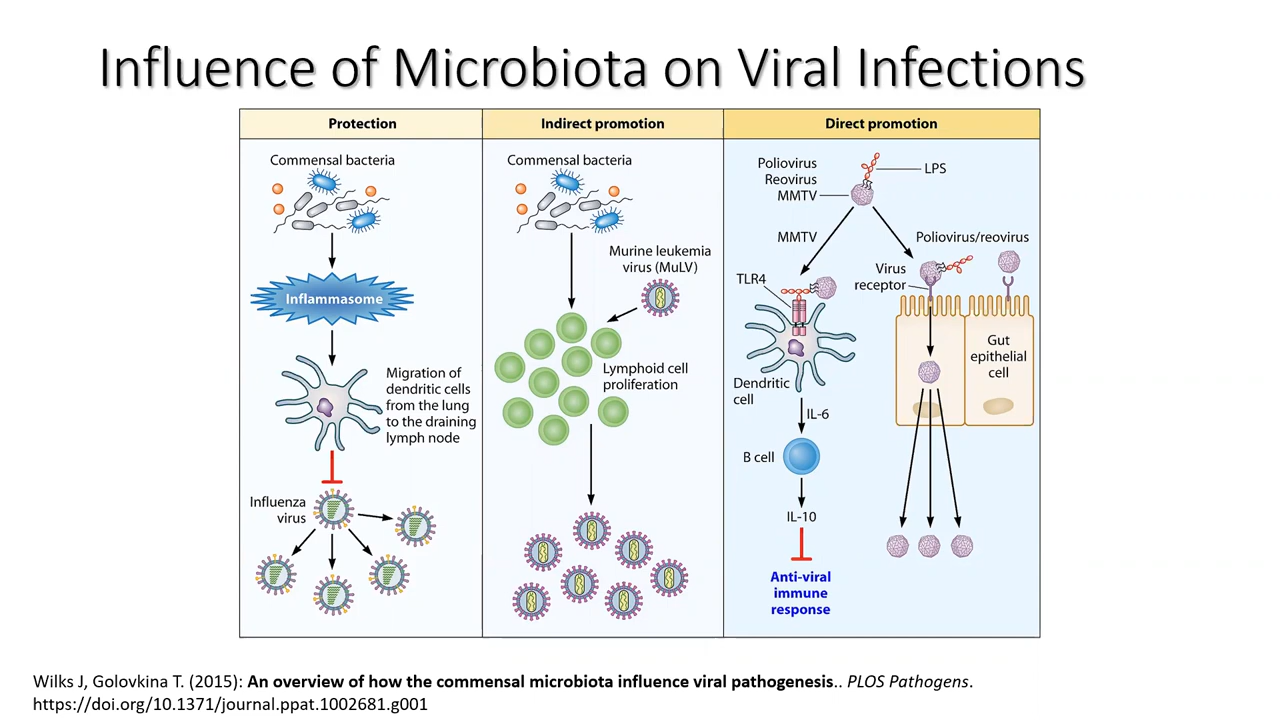 Influence of Microbiota on Viral Infections
Protection
Commensal bacteria
Inflammasome
Migration of
dendritic cells
from the lung
to the draining
lymph node
Influenza
virus
Indirect promotion
Commensal bacteria
Murine leukemia
virus (MuLV)
Lymphoid cell
proliferation
Direct promotion
Poliovirus
Reovirus
MMTV
LPS
MMTV
Poliovirus/reovirus
TLR4
Virus
receptor
Gut
epithelial
cell
Dendritic
cell
IL-6
B cell
IL-10
Anti-viral
immune
response
Wilks J, Golovkina T. (2015): An overview of how the commensal microbiota influence viral pathogenesis.. PLOS Pathogens.
https://doi.org/10.1371/journal.ppat.1002681.g001